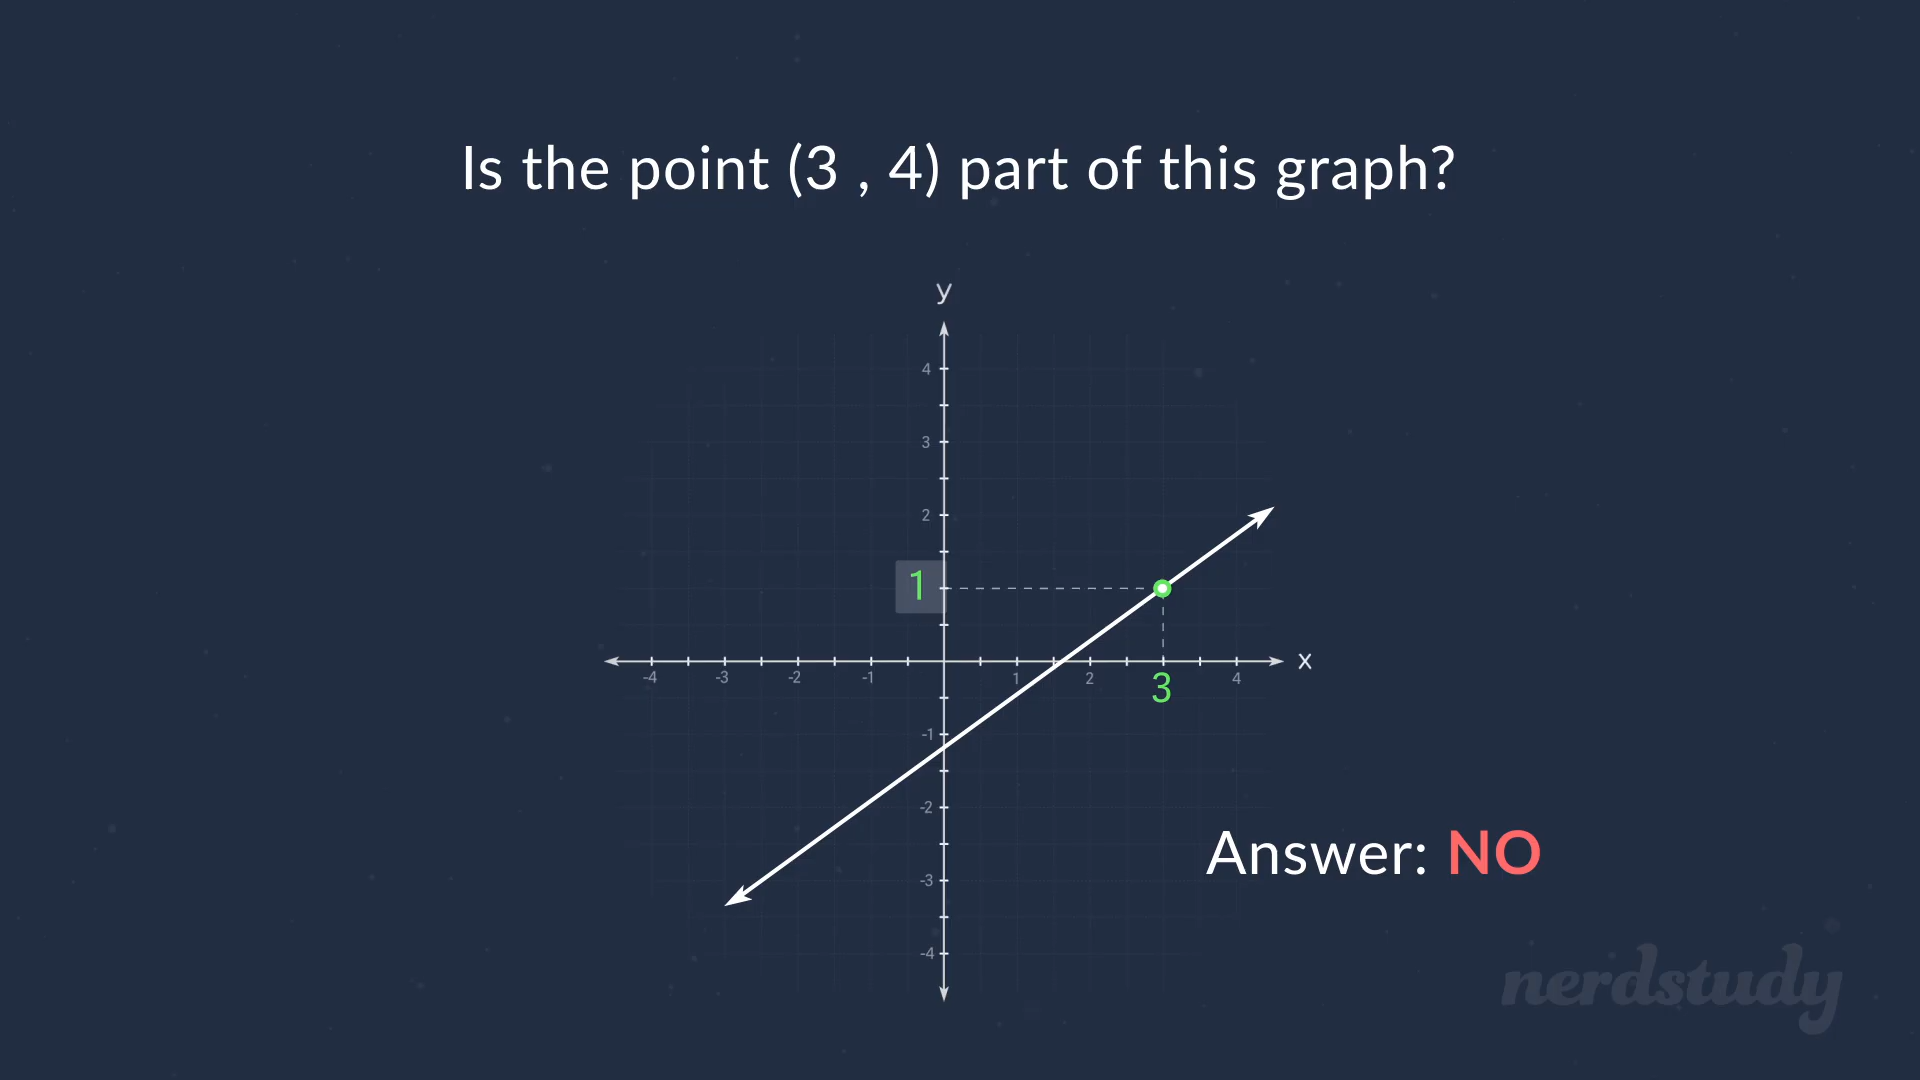 Is the point (3 , 4) part of this graph?
y
4
3
2
1
x
-4 -3 -2 -1 1 2 3 4
-1
-2
-3
-4
Answer: NO
nerdstudy